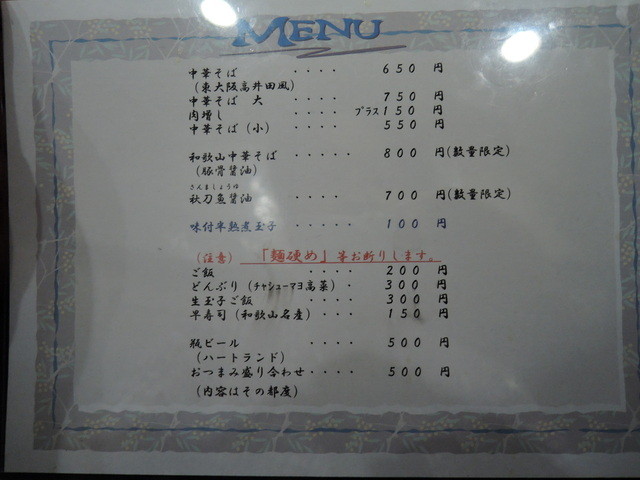 MENU
中華そば ・・・・ 650 円
(東大阪高井田風)
中華そば 大 ・・・・ 750 円
肉増し ・・・・ プラス150 円
中華そば(小) ・・・・ 550 円
和歌山中華そば ・・・・・ 800 円(数量限定)
(豚骨醤油)
さんましょうゆ
秋刀魚醤油 ・・・・ 700 円(数量限定)
味付半熟煮玉子 ・・・・ 100 円
(注意) 「麺硬め」等お断りします。
ご飯 ・・・・ 200 円
どんぶり(チャシューマヨ高菜)・ 300 円
生玉子ご飯 ・・・・ 300 円
早寿司(和歌山名産) ・・・・ 150 円
瓶ビール ・・・・ 500 円
(ハートランド)
おつまみ盛り合わせ・・・・ 500 円
(内容はその都度)